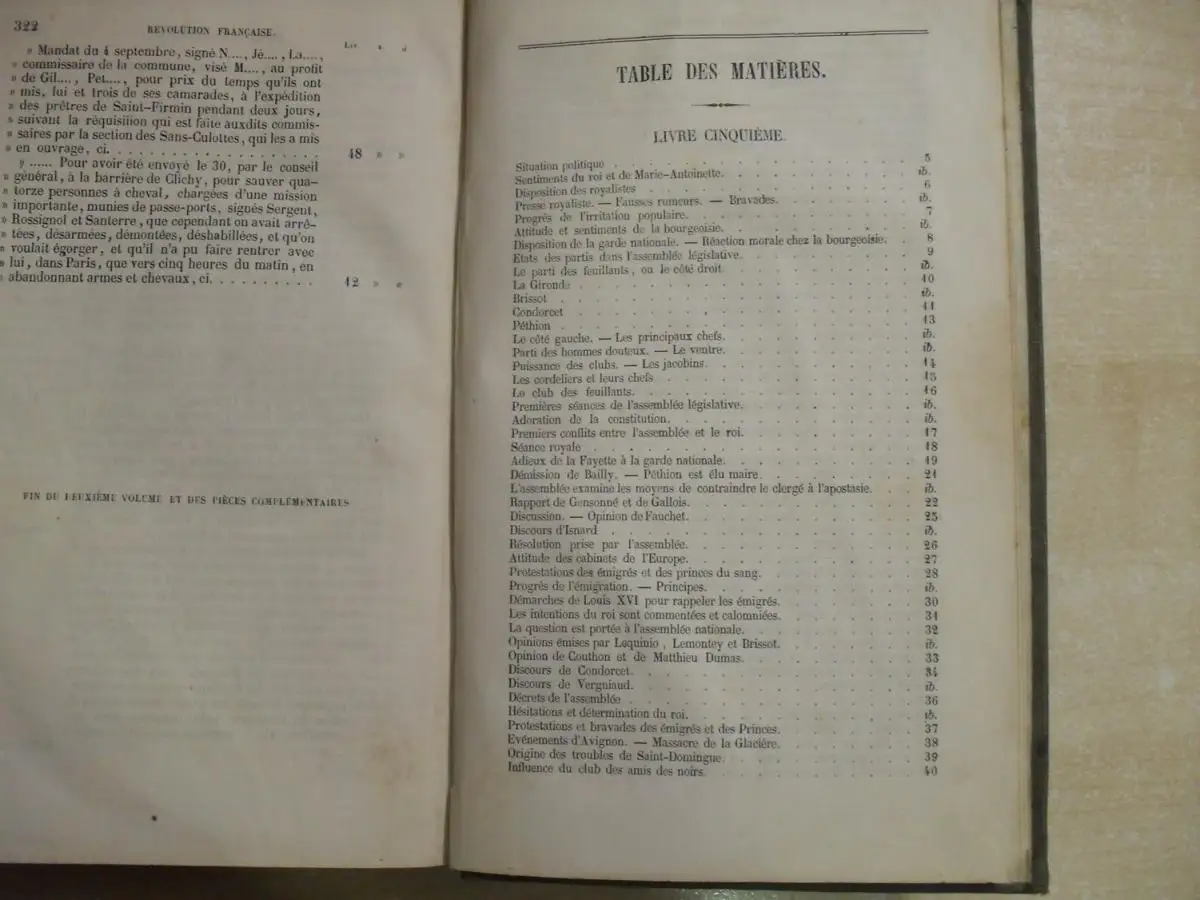 322
REVOLUTION FRANÇAISE.
» Mandat du 4 septembre, signé N...., Jé...., La....,
» commissaire de la commune, visé M...., au profit
» de Gil...., Pet...., pour prix du temps qu'ils ont
» mis, lui et trois de ses camarades, à l'expédition
» des prêtres de Saint-Firmin pendant deux jours,
» suivant la réquisition qui est faite auxdits commis-
» saires par la section des Sans-Culottes, qui les a mis
» en ouvrage, ci. . . . . . . . . . . . . . . . . . . 48 » »
» ...... Pour avoir été envoyé le 30, par le conseil
» général, à la barrière de Clichy, pour sauver qua-
» torze personnes à cheval, chargées d'une mission
» importante, munies de passe-ports, signés Sergent,
» Rossignol et Santerre, que cependant on avait arrê-
» tées, désarmées, démontées, déshabillées, et qu'on
» voulait égorger, et qu'il n'a pu faire rentrer avec
» lui, dans Paris, que vers cinq heures du matin, en
» abandonnant armes et chevaux, ci. . . . . . . . . . 12 » »
FIN DU DEUXIÈME VOLUME ET DES PIÈCES COMPLÉMENTAIRES
TABLE DES MATIÈRES.
LIVRE CINQUIÈME.
Situation politique . . . 5
Sentiments du roi et de Marie-Antoinette. . . . ib.
Disposition des royalistes . . . 6
Presse royaliste. — Fausses rumeurs. — Bravades. . . . ib.
Progrès de l'irritation populaire. . . . 7
Attitude et sentiments de la bourgeoisie. . . . ib.
Disposition de la garde nationale. — Réaction morale chez la bourgeoisie. . 8
Etats des partis dans l'assemblée législative. . . . 9
Le parti des feuillants, ou le côté droit . . . ib.
La Gironde . . . 10
Brissot . . . ib.
Condorcet . . . 11
Péthion . . . 13
Le côté gauche. — Les principaux chefs. . . . ib.
Parti des hommes douteux. — Le ventre. . . . ib.
Puissance des clubs. — Les jacobins. . . . 14
Les cordeliers et leurs chefs . . . 15
Le club des feuillants. . . . 16
Premières séances de l'assemblée législative. . . . ib.
Adoration de la constitution. . . . ib.
Premiers conflits entre l'assemblée et le roi. . . . 17
Séance royale . . . 18
Adieux de la Fayette à la garde nationale. . . . 19
Démission de Bailly. — Péthion est élu maire. . . . 21
L'assemblée examine les moyens de contraindre le clergé à l'apostasie. . . ib.
Rapport de Gensonné et de Gallois. . . . 22
Discussion. — Opinion de Fauchet. . . . 25
Discours d'Isnard . . . ib.
Résolution prise par l'assemblée. . . . 26
Attitude des cabinets de l'Europe. . . . 27
Protestations des émigrés et des princes du sang. . . . 28
Progrès de l'émigration. — Principes. . . . ib.
Démarches de Louis XVI pour rappeler les émigrés. . . . 30
Les intentions du roi sont commentées et calomniées. . . . 31
La question est portée à l'assemblée nationale. . . . 32
Opinions émises par Lequinio, Lemontey et Brissot. . . . ib.
Opinion de Couthon et de Matthieu Dumas. . . . 33
Discours de Condorcet. . . . 34
Discours de Vergniaud. . . . ib.
Décrets de l'assemblée . . . 36
Hésitations et détermination du roi. . . . ib.
Protestations et bravades des émigrés et des Princes. . . . 37
Evénements d'Avignon. — Massacre de la Glacière. . . . 38
Origine des troubles de Saint-Domingue . . . 39
Influence du club des amis des noirs. . . . 40